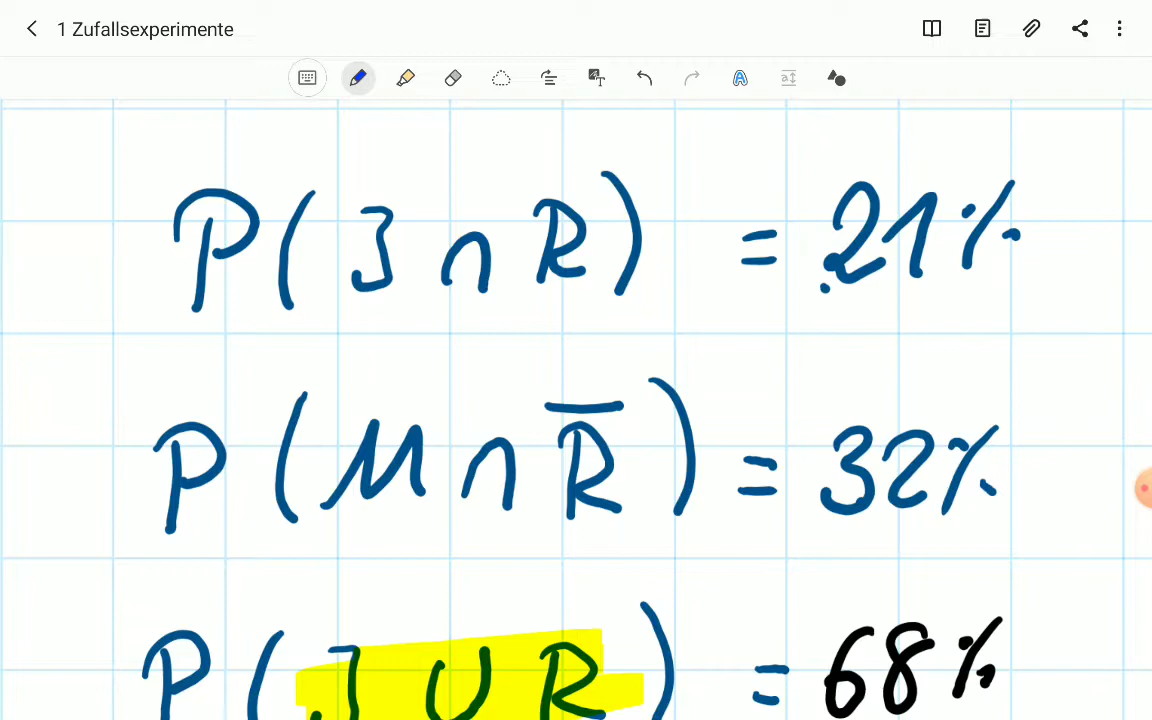 1 Zufallsexperimente
P(J ∩ R) = 21%
P(M ∩ R̅) = 32%
P(J ∪ R) = 68%